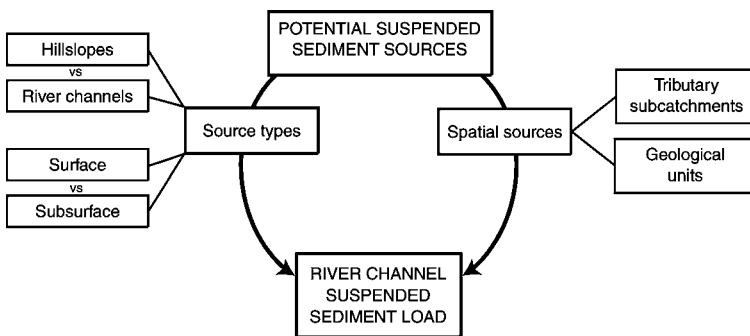 POTENTIAL SUSPENDED
SEDIMENT SOURCES
Hillslopes
vs
River channels
Source types
Surface
vs
Subsurface
Spatial sources
Tributary
subcatchments
Geological
units
RIVER CHANNEL
SUSPENDED
SEDIMENT LOAD